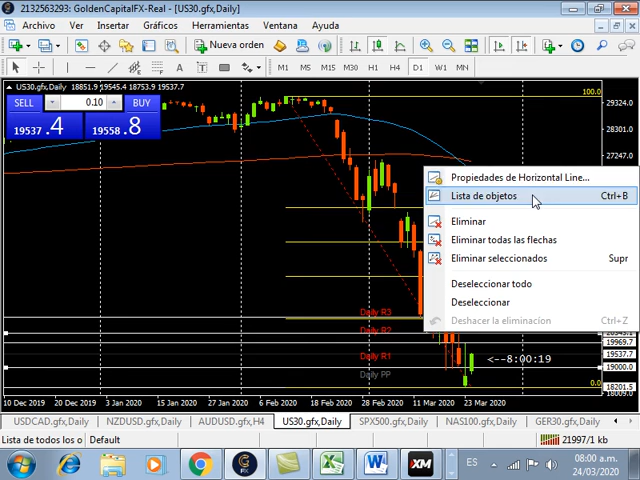 2132563293: GoldenCapitalFX-Real - [US30.gfx,Daily]
Archivo Ver Insertar Gráficos Herramientas Ventana Ayuda
Nueva orden
AutoTrading
A T M1 M5 M15 M30 H1 H4 D1 W1 MN
US30.gfx,Daily 18851.9 19545.4 18753.9 19537.7
SELL 0.10 BUY
19537.4 19558.8
100.0
29324.0
28301.0
27247.0
Propiedades de Horizontal Line...
Lista de objetos Ctrl+B
Eliminar
Eliminar todas las flechas
Eliminar seleccionados Supr
Deseleccionar todo
Deseleccionar
Deshacer la eliminacíon Ctrl+Z
Daily R3
Daily R2
19969.7
Daily R1
<--8:00:19
19537.7
19000.0
Daily PP
0.0
18201.5
18009.0
10 Dec 2019 20 Dec 2019 3 Jan 2020 15 Jan 2020 27 Jan 2020 6 Feb 2020 18 Feb 2020 28 Feb 2020 11 Mar 2020 23 Mar 2020
USDCAD.gfx,Daily NZDUSD.gfx,Daily AUDUSD.gfx,H4 US30.gfx,Daily SPX500.gfx,Daily NAS100.gfx,Daily GER30.gfx,Daily
Lista de todos los o Default 21997/1 kb
FX XM ES 08:00 a.m.
24/03/2020